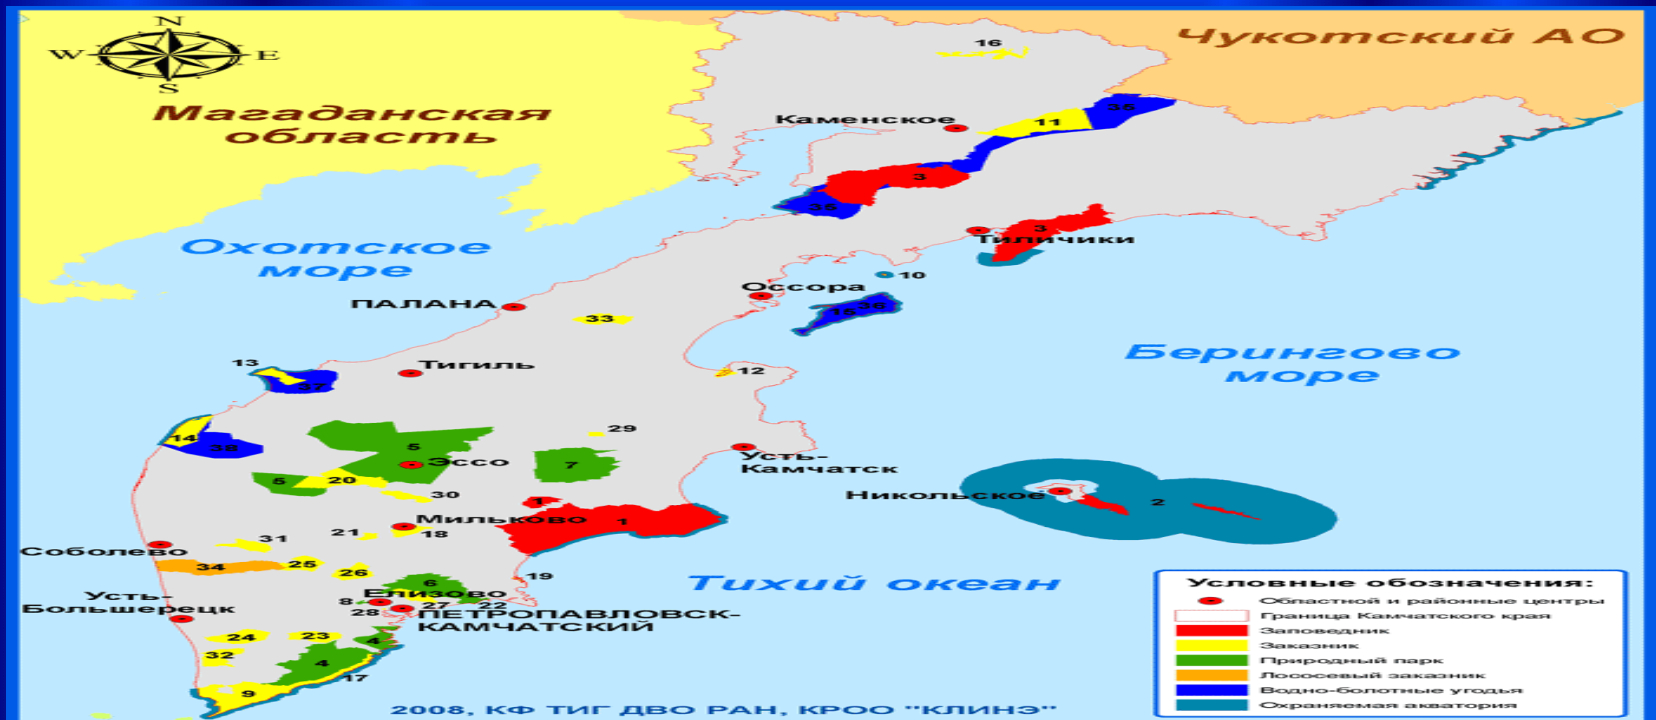 N
W E
S
Чукотский АО
Магаданская
область
16
Каменское
11
35
3
35
3
Тиличики
Охотское
море
10
Оссора
ПАЛАНА
15 36
33
Берингово
море
13
Тигиль
12
37
14
38
29
5
Эссо
7
Усть-
Камчатск
5
20
30
Никольское
2
1
1
Мильково
21
18
31
Соболево
34
25
26
19
Тихий океан
6
Усть-
Большерецк
Елизово
8
27
22
28
ПЕТРОПАВЛОВСК-
КАМЧАТСКИЙ
24
23
4
32
4
17
9
Условные обозначения:
Областной и районные центры
Граница Камчатского края
Заповедник
Заказник
Природный парк
Лососевый заказник
Водно-болотные угодья
Охраняемая акватория
2008, КФ ТИГ ДВО РАН, КРОО "КЛИНЭ"